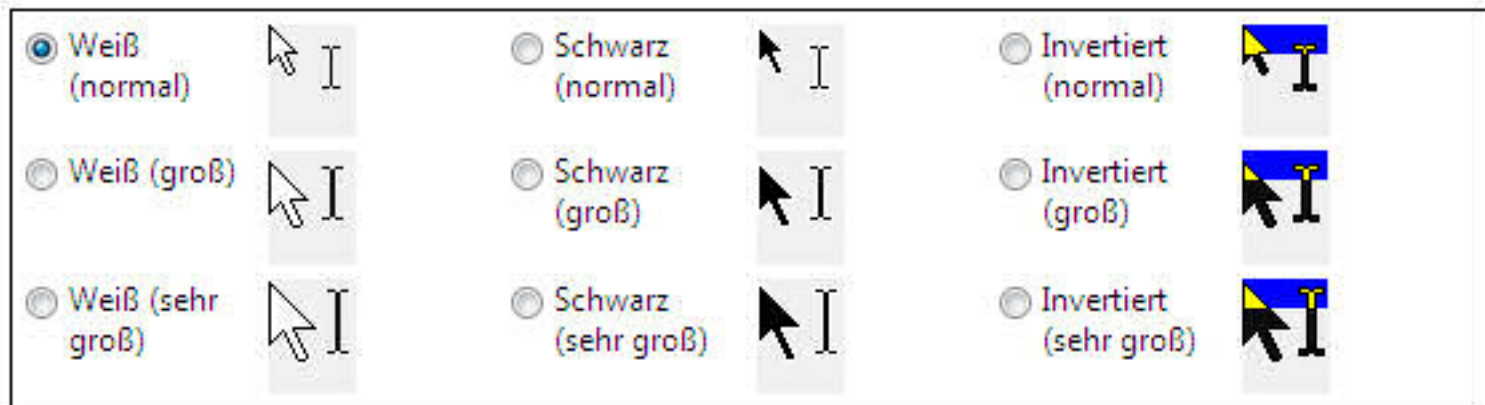 Weiß
(normal)
Schwarz
(normal)
Invertiert
(normal)
Weiß (groß)
Schwarz
(groß)
Invertiert
(groß)
Weiß (sehr
groß)
Schwarz
(sehr groß)
Invertiert
(sehr groß)